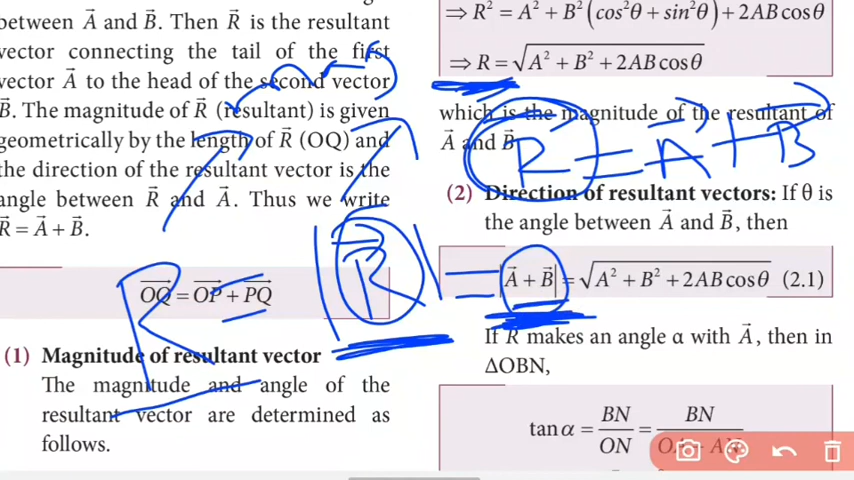 between A⃗ and B⃗. Then R⃗ is the resultant
vector connecting the tail of the first
vector A⃗ to the head of the second vector
B⃗. The magnitude of R⃗ (resultant) is given
geometrically by the length of R⃗ (OQ) and
the direction of the resultant vector is the
angle between R⃗ and A⃗. Thus we write
R⃗ = A⃗ + B⃗.
OQ⃗ = OP⃗ + PQ⃗
R = |R⃗| =
(1) Magnitude of resultant vector
The magnitude and angle of the
resultant vector are determined as
follows.
⇒ R² = A² + B² (cos²θ + sin²θ) + 2AB cosθ
⇒ R = √(A² + B² + 2AB cosθ)
which is the magnitude of the resultant of
A⃗ and B⃗
R⃗ = A⃗ + B⃗
(2) Direction of resultant vectors: If θ is
the angle between A⃗ and B⃗, then
|A⃗ + B⃗| = √(A² + B² + 2AB cosθ) (2.1)
If R⃗ makes an angle α with A⃗, then in
ΔOBN,
tan α = BN/ON = BN/OA + AN